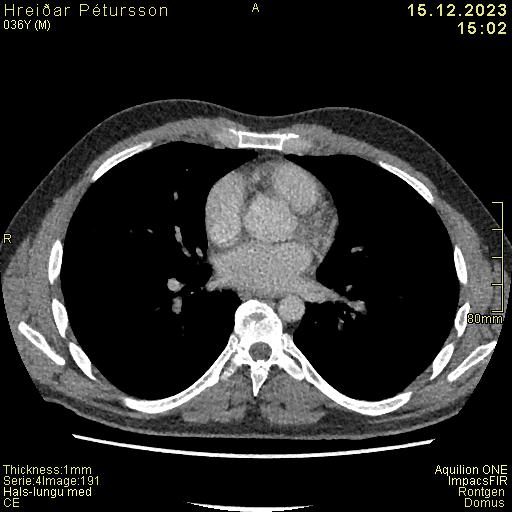 Hreiðar Pétursson
036Y (M)
A
15.12.2023
15:02
R
80mm
Thickness:1mm
Serie:4Image:191
Hals-lungu med
CE
Aquilion ONE
ImpacsFIR
Rontgen
Domus